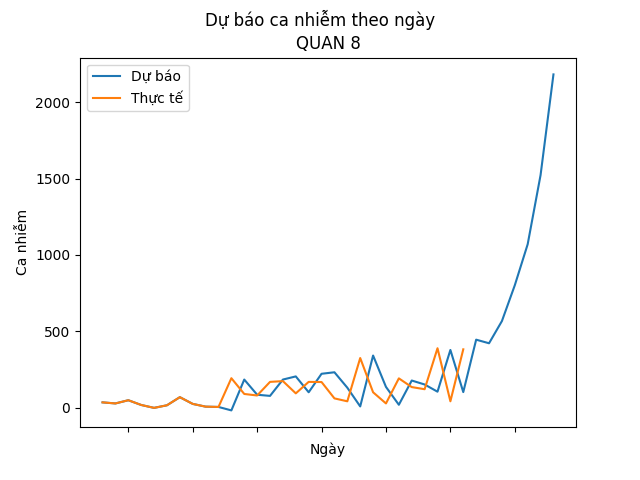 Dự báo ca nhiễm theo ngày
QUAN 8
Dự báo
Thực tế
2000
1500
1000
500
0
Ca nhiễm
Ngày